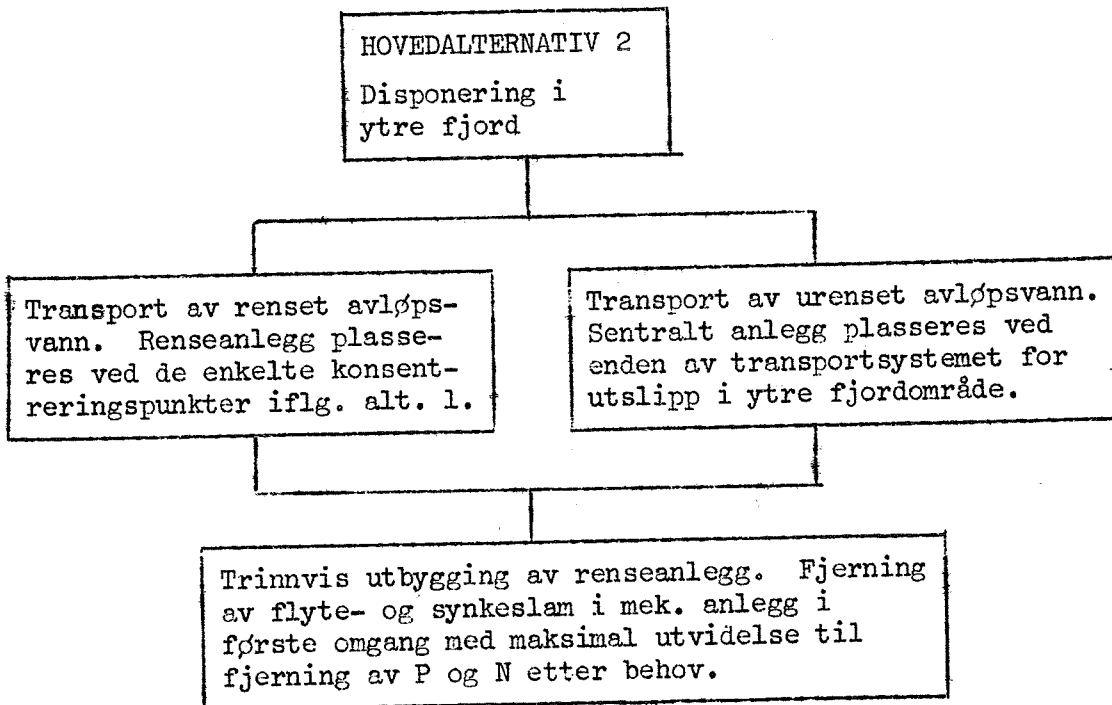 HOVEDALTERNATIV 2
Disponering i
ytre fjord
Transport av renset avløps-
vann. Renseanlegg plasse-
res ved de enkelte konsent-
reringspunkter iflg. alt. 1.
Transport av urenset avløpsvann.
Sentralt anlegg plasseres ved
enden av transportsystemet for
utslipp i ytre fjordområde.
Trinnvis utbygging av renseanlegg. Fjerning
av flyte- og synkeslam i mek. anlegg i
første omgang med maksimal utvidelse til
fjerning av P og N etter behov.